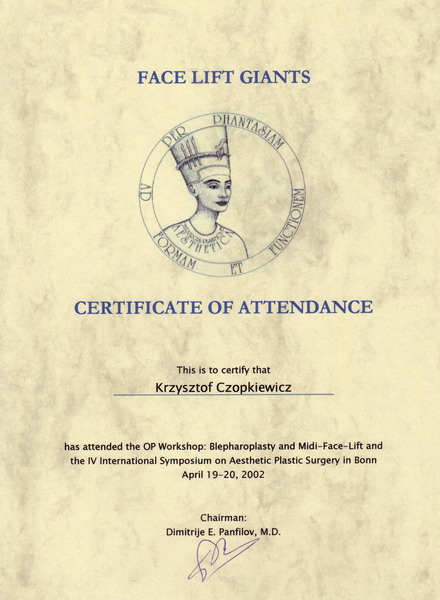 FACE LIFT GIANTS
AD PER PHANTASIAM
FORMAM ET FUNCTIONEM
AESTHETICA
CERTIFICATE OF ATTENDANCE
This is to certify that
Krzysztof Czopkiewicz
has attended the OP Workshop: Blepharoplasty and Midi-Face-Lift and
the IV International Symposium on Aesthetic Plastic Surgery in Bonn
April 19-20, 2002
Chairman:
Dimitrije E. Panfilov, M.D.